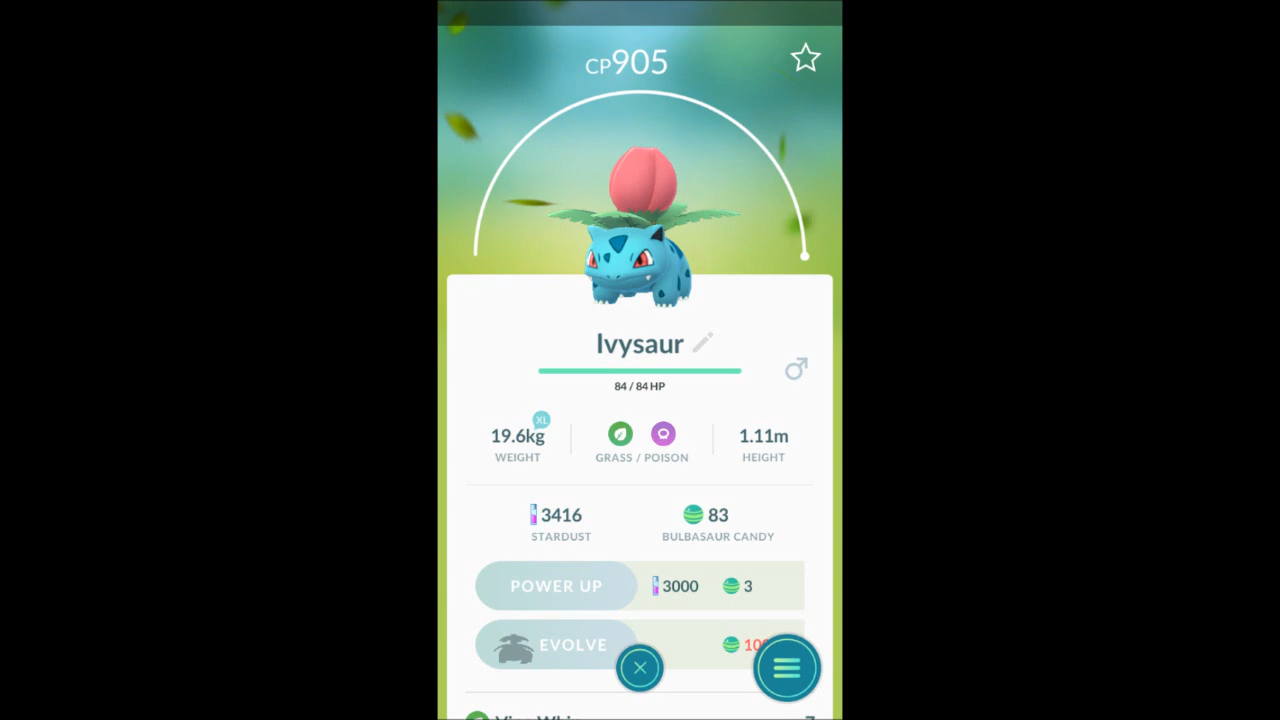 CP905
Ivysaur
84 / 84 HP
XL
19.6kg
WEIGHT
GRASS / POISON
1.11m
HEIGHT
3416
STARDUST
83
BULBASAUR CANDY
POWER UP 3000 3
EVOLVE